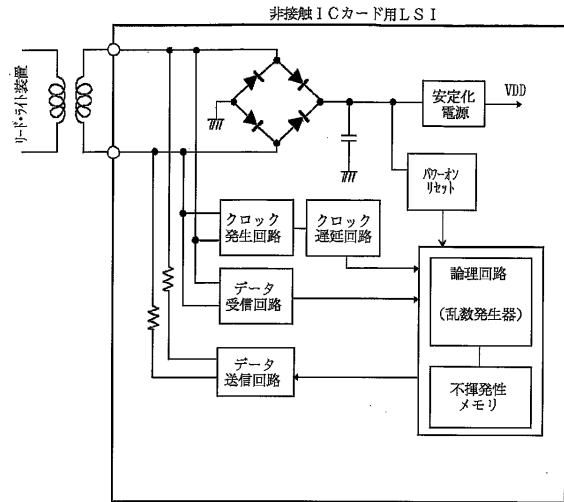 非接触ICカード用LSI
リード・ライト装置
安定化
電源
VDD
パワーオン
リセット
クロック
発生回路
クロック
遅延回路
データ
受信回路
論理回路
(乱数発生器)
データ
送信回路
不揮発性
メモリ